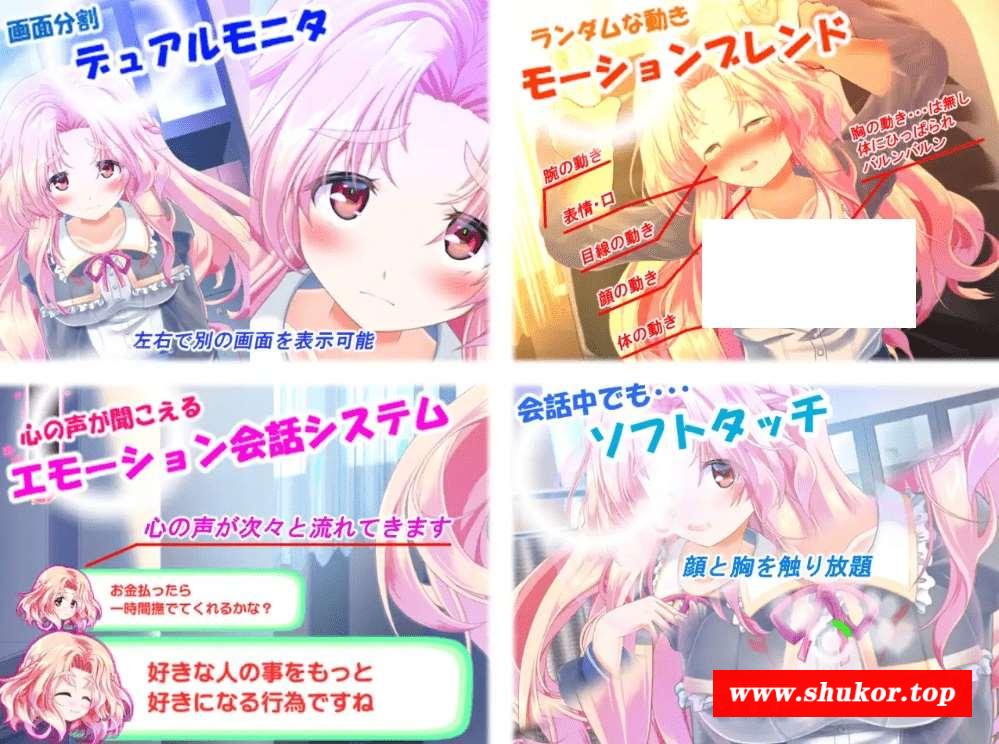 画面分割
デュアルモニタ
左右で別の画面を表示可能
ランダムな動き
モーションブレンド
腕の動き
表情・口
目線の動き
顔の動き
体の動き
胸の動き・・・は無し
体にひっぱられ
バルンバルン
心の声が聞こえる
エモーション会話システム
心の声が次々と流れてきます
お金払ったら
一時間撫でてくれるかな？
好きな人の事をもっと
好きになる行為ですね
会話中でも・・・
ソフトタッチ
顔と胸を触り放題
www.shukor.top